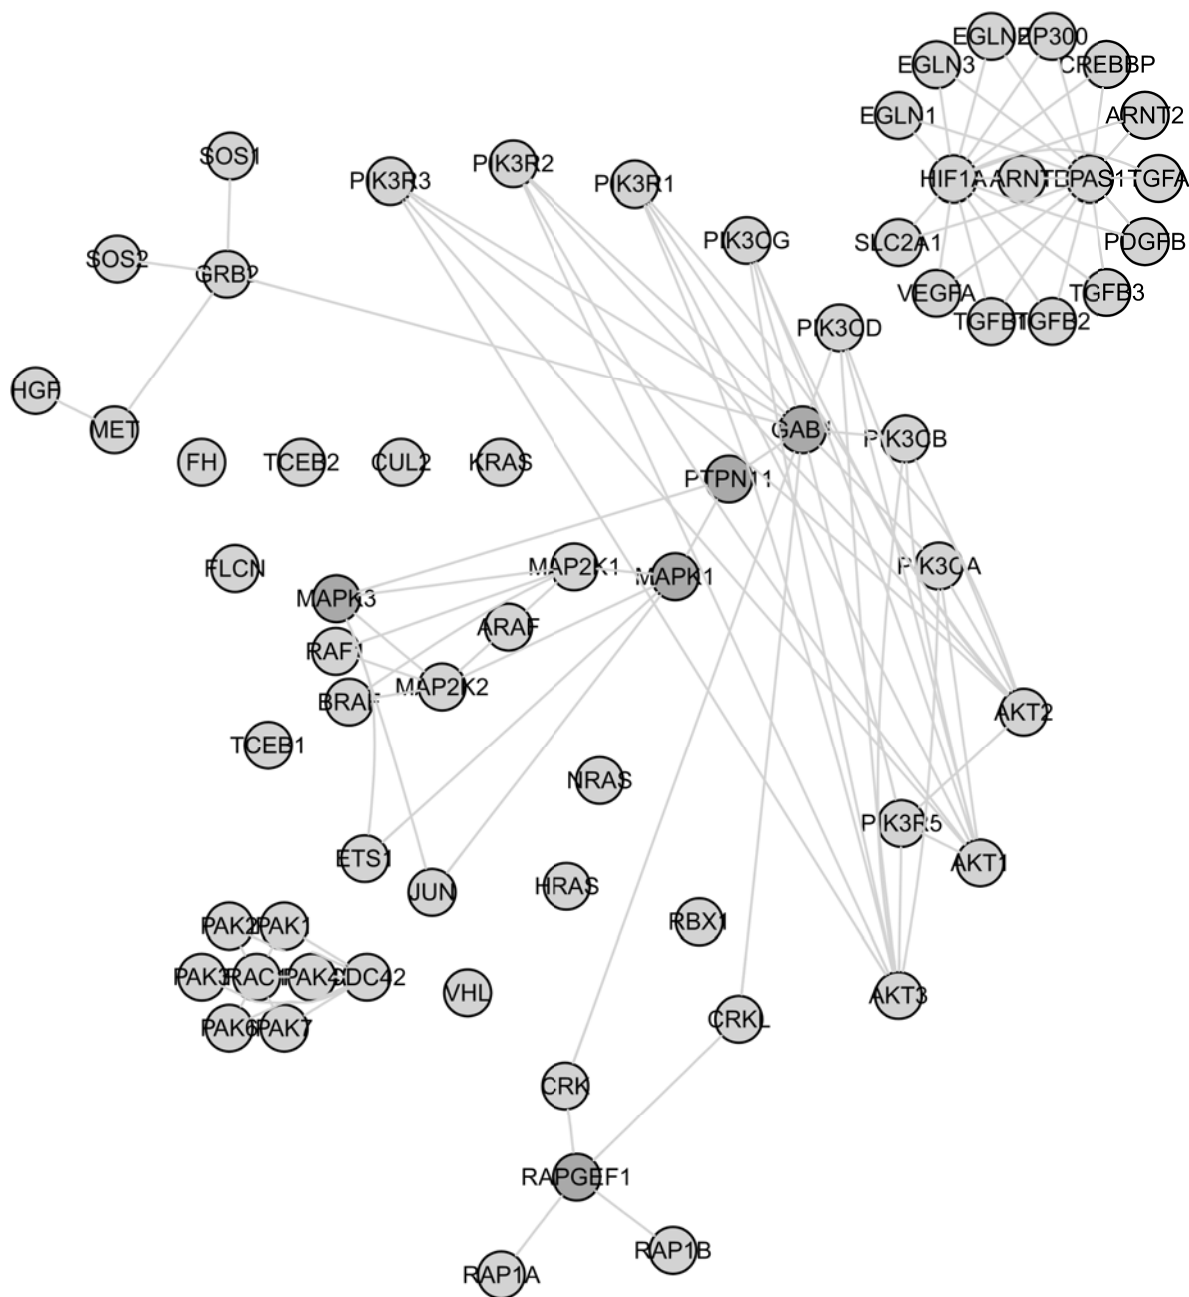 EGLN2
EP300
EGLN3
CREBBP
EGLN1
ARNT2
SOS1
PIK3R2
PIK3R3
PIK3R1
HIF1A
ARNT
EPAS1
TGFA
PIK3CG
SLC2A1
PDGFB
SOS2
GRB2
VEGFA
TGFB3
TGFB1
TGFB2
PIK3CD
HGF
MET
GAB1
PIK3CB
FH
TCEB2
CUL2
KRAS
PTPN11
FLCN
MAP2K1
MAPK1
PIK3CA
MAPK3
ARAF
RAF1
MAP2K2
BRAF
AKT2
TCEB1
NRAS
PIK3R5
ETS1
AKT1
JUN
HRAS
PAK2
PAK1
RBX1
PAK3
RAC1
PAK4
CDC42
VHL
AKT3
PAK6
PAK7
CRKL
CRK
RAPGEF1
RAP1B
RAP1A